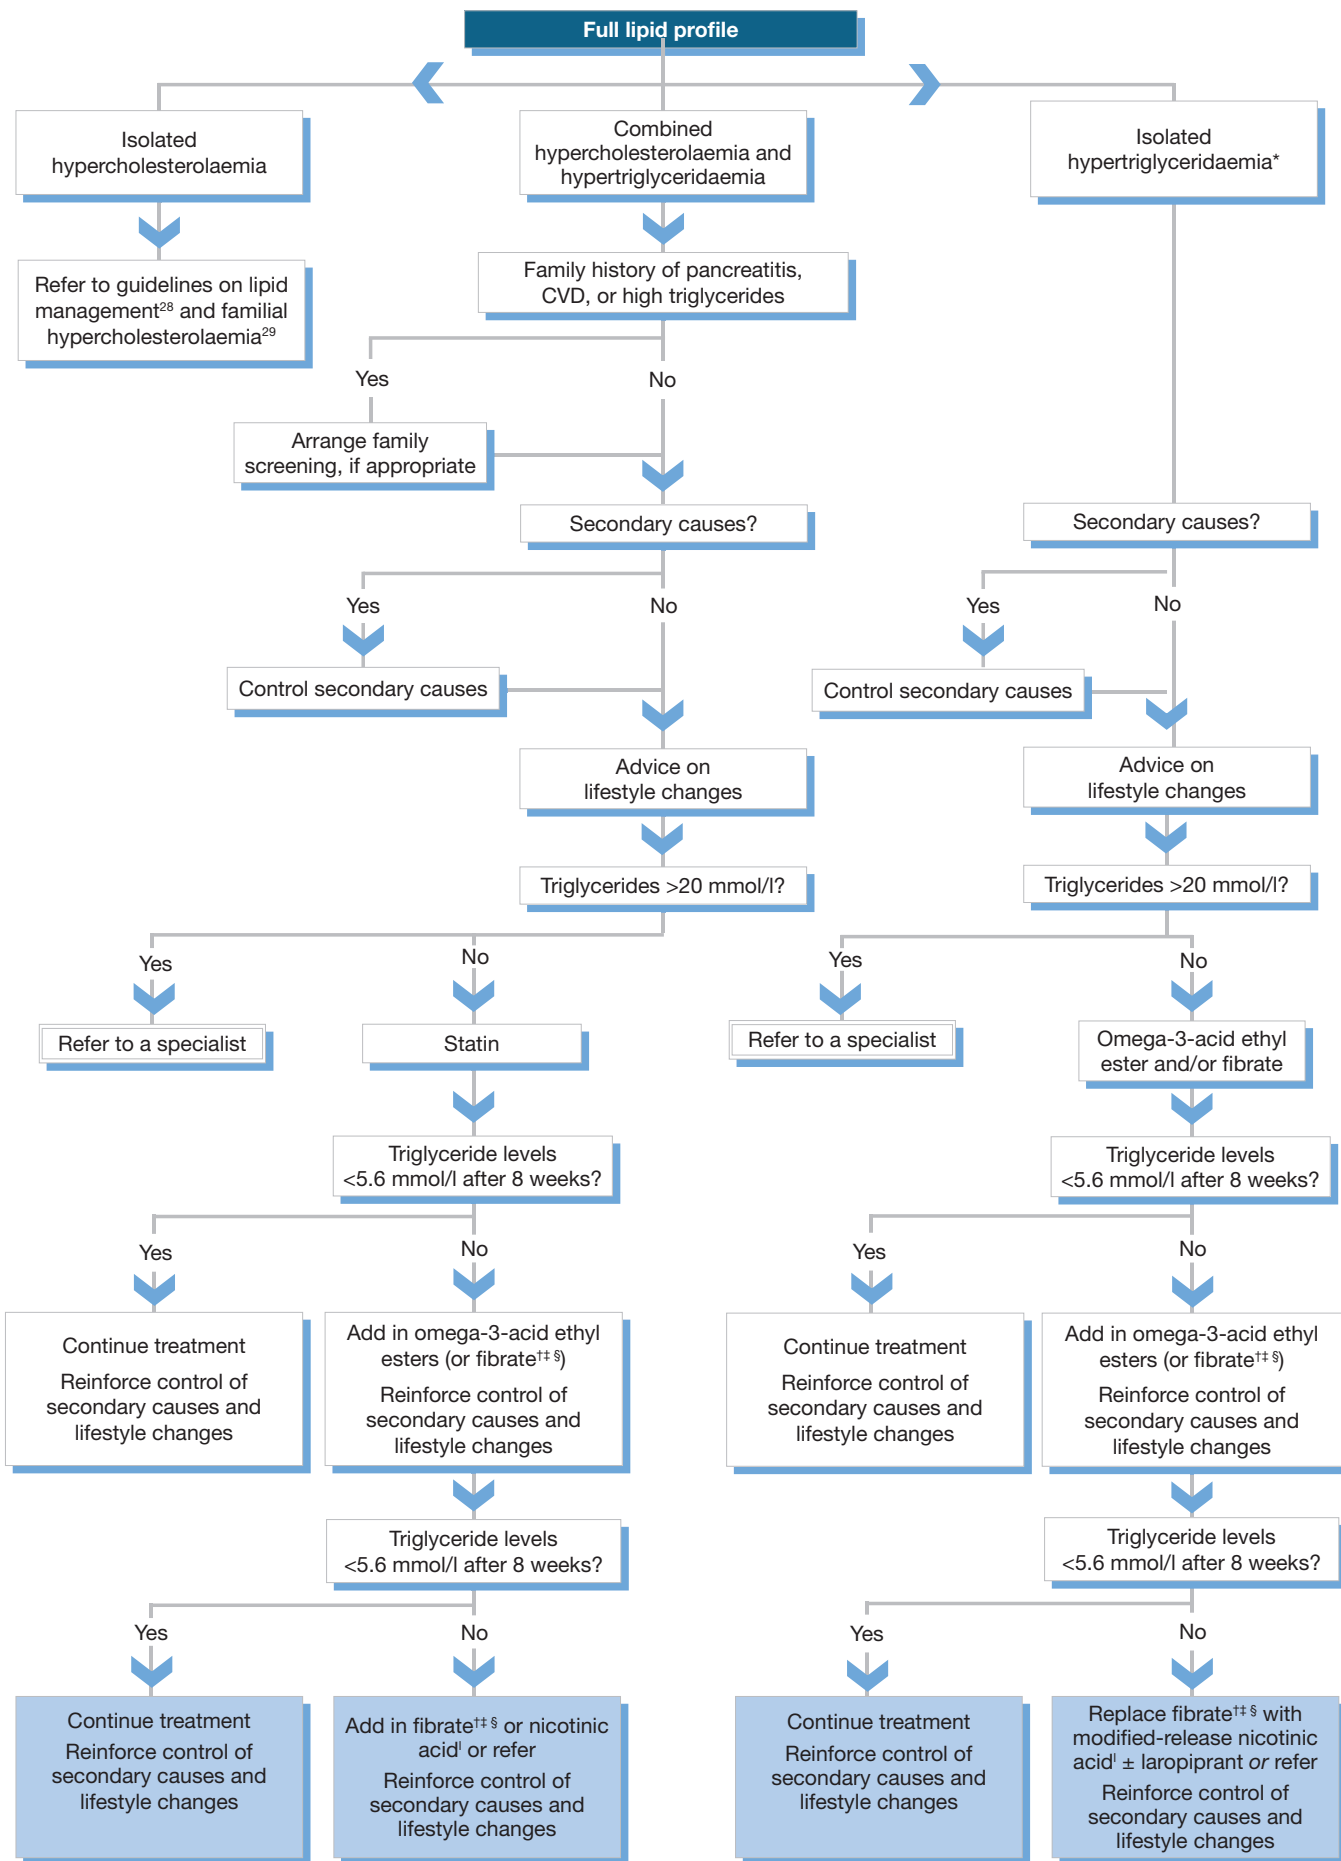 Full lipid profile
Isolated
hypercholesterolaemia
Combined
hypercholesterolaemia and
hypertriglyceridaemia
Isolated
hypertriglyceridaemia*
Refer to guidelines on lipid
management²⁸ and familial
hypercholesterolaemia²⁹
Family history of pancreatitis,
CVD, or high triglycerides
Yes
No
Arrange family
screening, if appropriate
Secondary causes?
Secondary causes?
Yes
No
Yes
No
Control secondary causes
Control secondary causes
Advice on
lifestyle changes
Advice on
lifestyle changes
Triglycerides >20 mmol/l?
Triglycerides >20 mmol/l?
Yes
No
Yes
No
Refer to a specialist
Statin
Refer to a specialist
Omega-3-acid ethyl
ester and/or fibrate
Triglyceride levels
<5.6 mmol/l after 8 weeks?
Triglyceride levels
<5.6 mmol/l after 8 weeks?
Yes
No
Yes
No
Continue treatment
Reinforce control of
secondary causes and
lifestyle changes
Add in omega-3-acid ethyl
esters (or fibrate†‡ §)
Reinforce control of
secondary causes and
lifestyle changes
Continue treatment
Reinforce control of
secondary causes and
lifestyle changes
Add in omega-3-acid ethyl
esters (or fibrate†‡ §)
Reinforce control of
secondary causes and
lifestyle changes
Triglyceride levels
<5.6 mmol/l after 8 weeks?
Triglyceride levels
<5.6 mmol/l after 8 weeks?
Yes
No
Yes
No
Continue treatment
Reinforce control of
secondary causes and
lifestyle changes
Add in fibrate†‡ § or nicotinic
acid| or refer
Reinforce control of
secondary causes and
lifestyle changes
Continue treatment
Reinforce control of
secondary causes and
lifestyle changes
Replace fibrate†‡ § with
modified-release nicotinic
acid| ± laropiprant or refer
Reinforce control of
secondary causes and
lifestyle changes